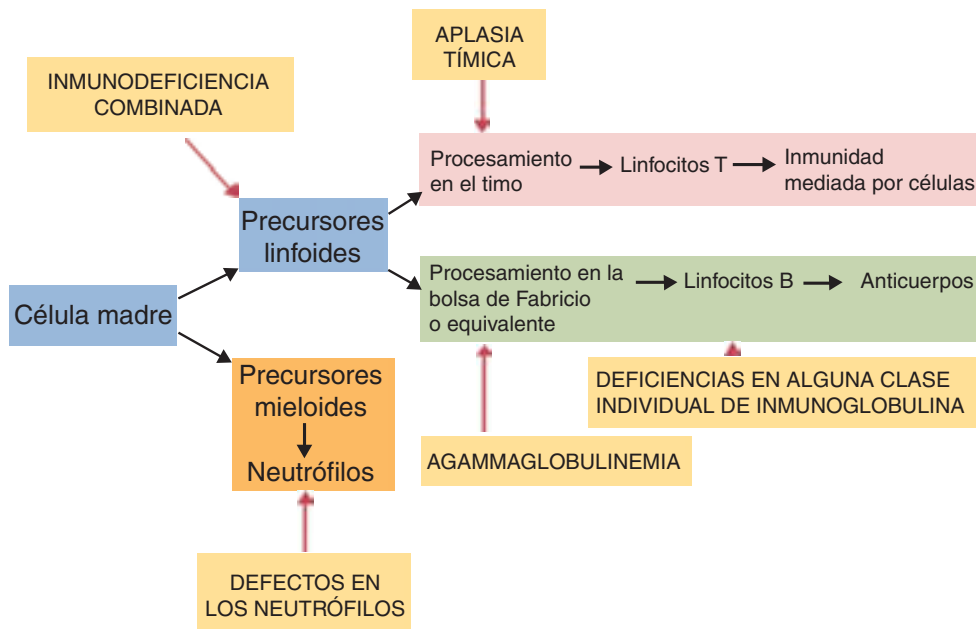 APLASIA
TÍMICA
INMUNODEFICIENCIA
COMBINADA
Procesamiento
en el timo
Linfocitos T
Inmunidad
mediada por células
Precursores
linfoides
Procesamiento en la
bolsa de Fabricio
o equivalente
Linfocitos B
Anticuerpos
Célula madre
Precursores
mieloides
Neutrófilos
DEFICIENCIAS EN ALGUNA CLASE
INDIVIDUAL DE INMUNOGLOBULINA
AGAMMAGLOBULINEMIA
DEFECTOS EN
LOS NEUTRÓFILOS